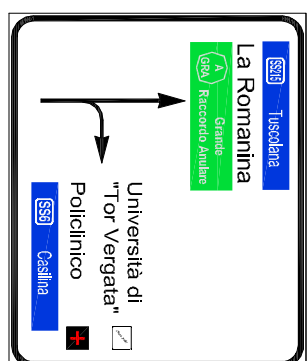 SS215 Tuscolana
A GRA Grande Raccordo Anulare
La Romanina
Università di
"Tor Vergata"
Policlinico
SS6 Casilina